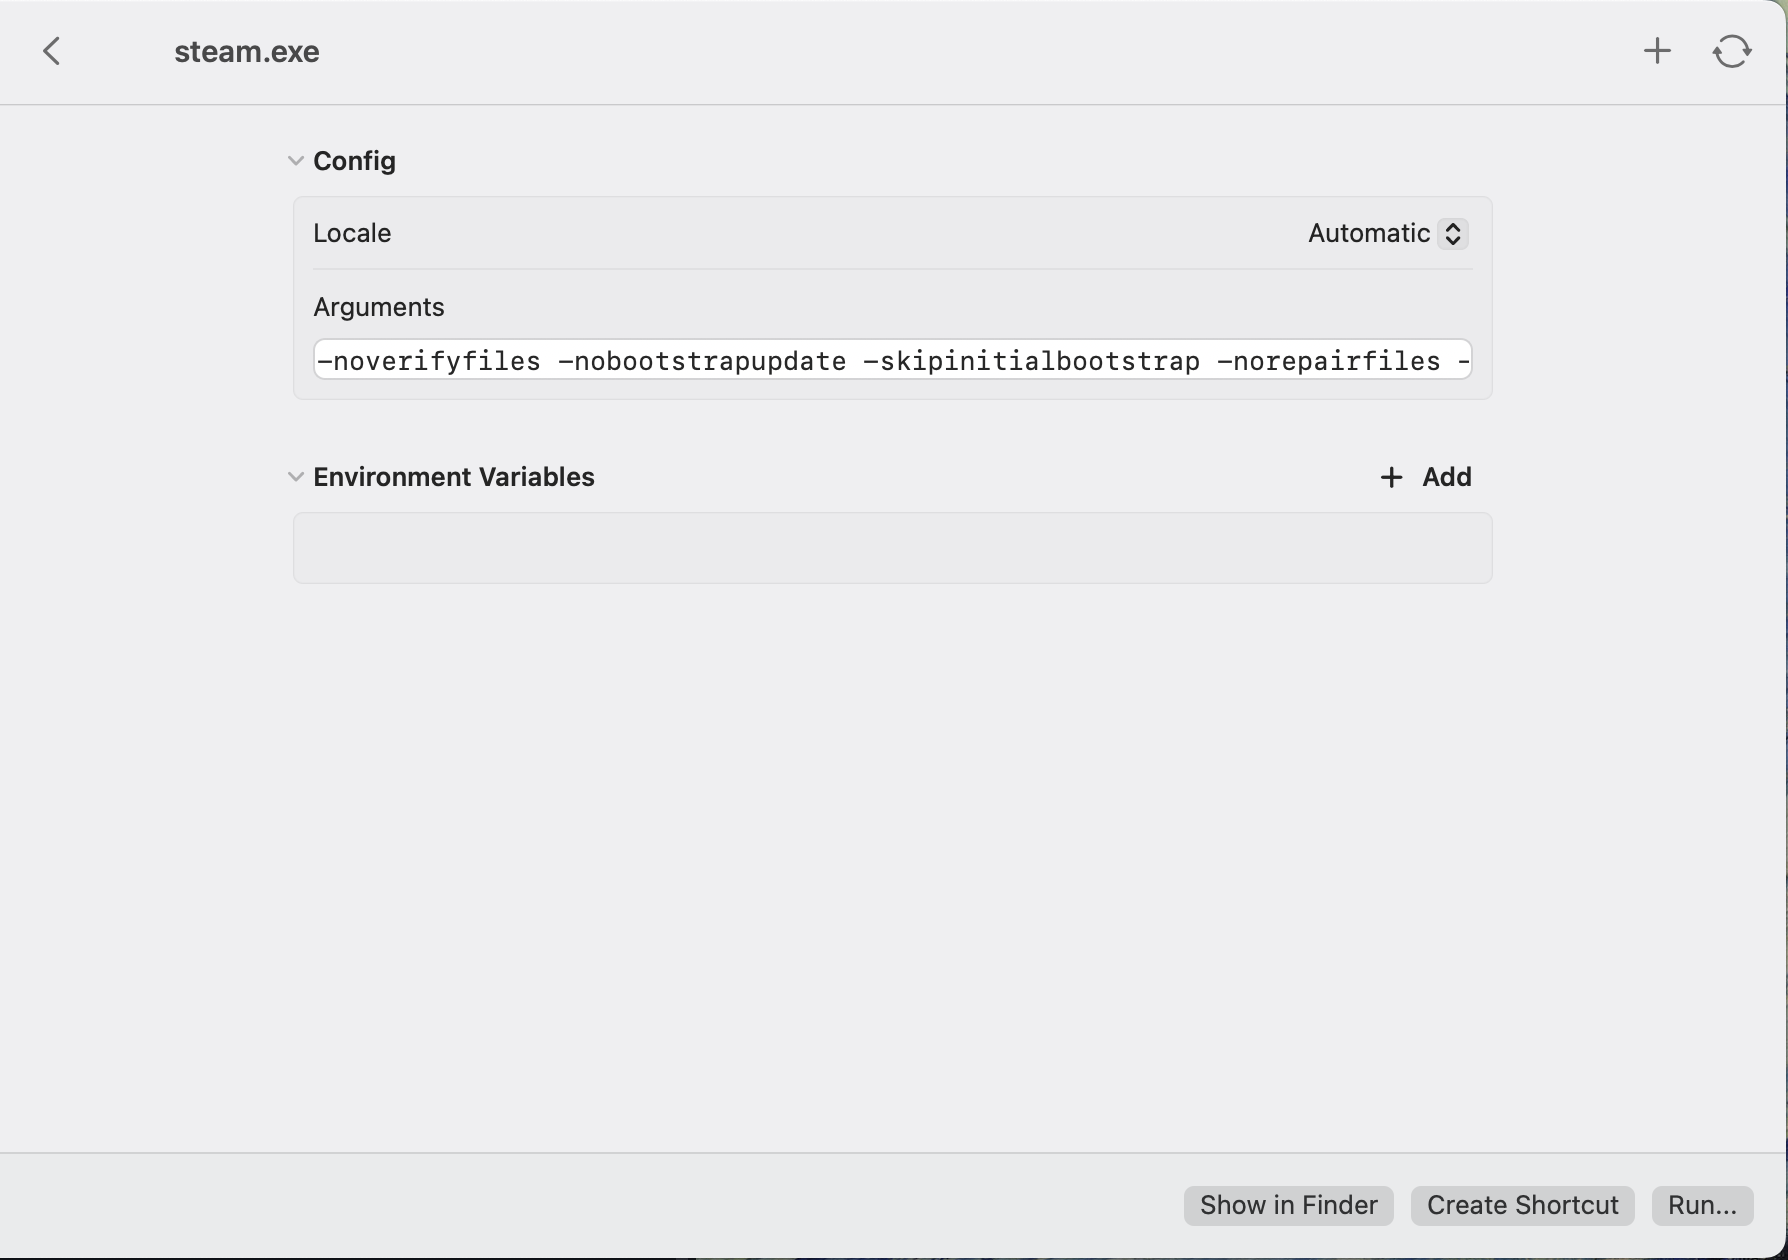 steam.exe
Config
Locale
Automatic
Arguments
–noverifyfiles –nobootstrapupdate –skipinitialbootstrap –norepairfiles -
Environment Variables
+ Add
Show in Finder
Create Shortcut
Run...